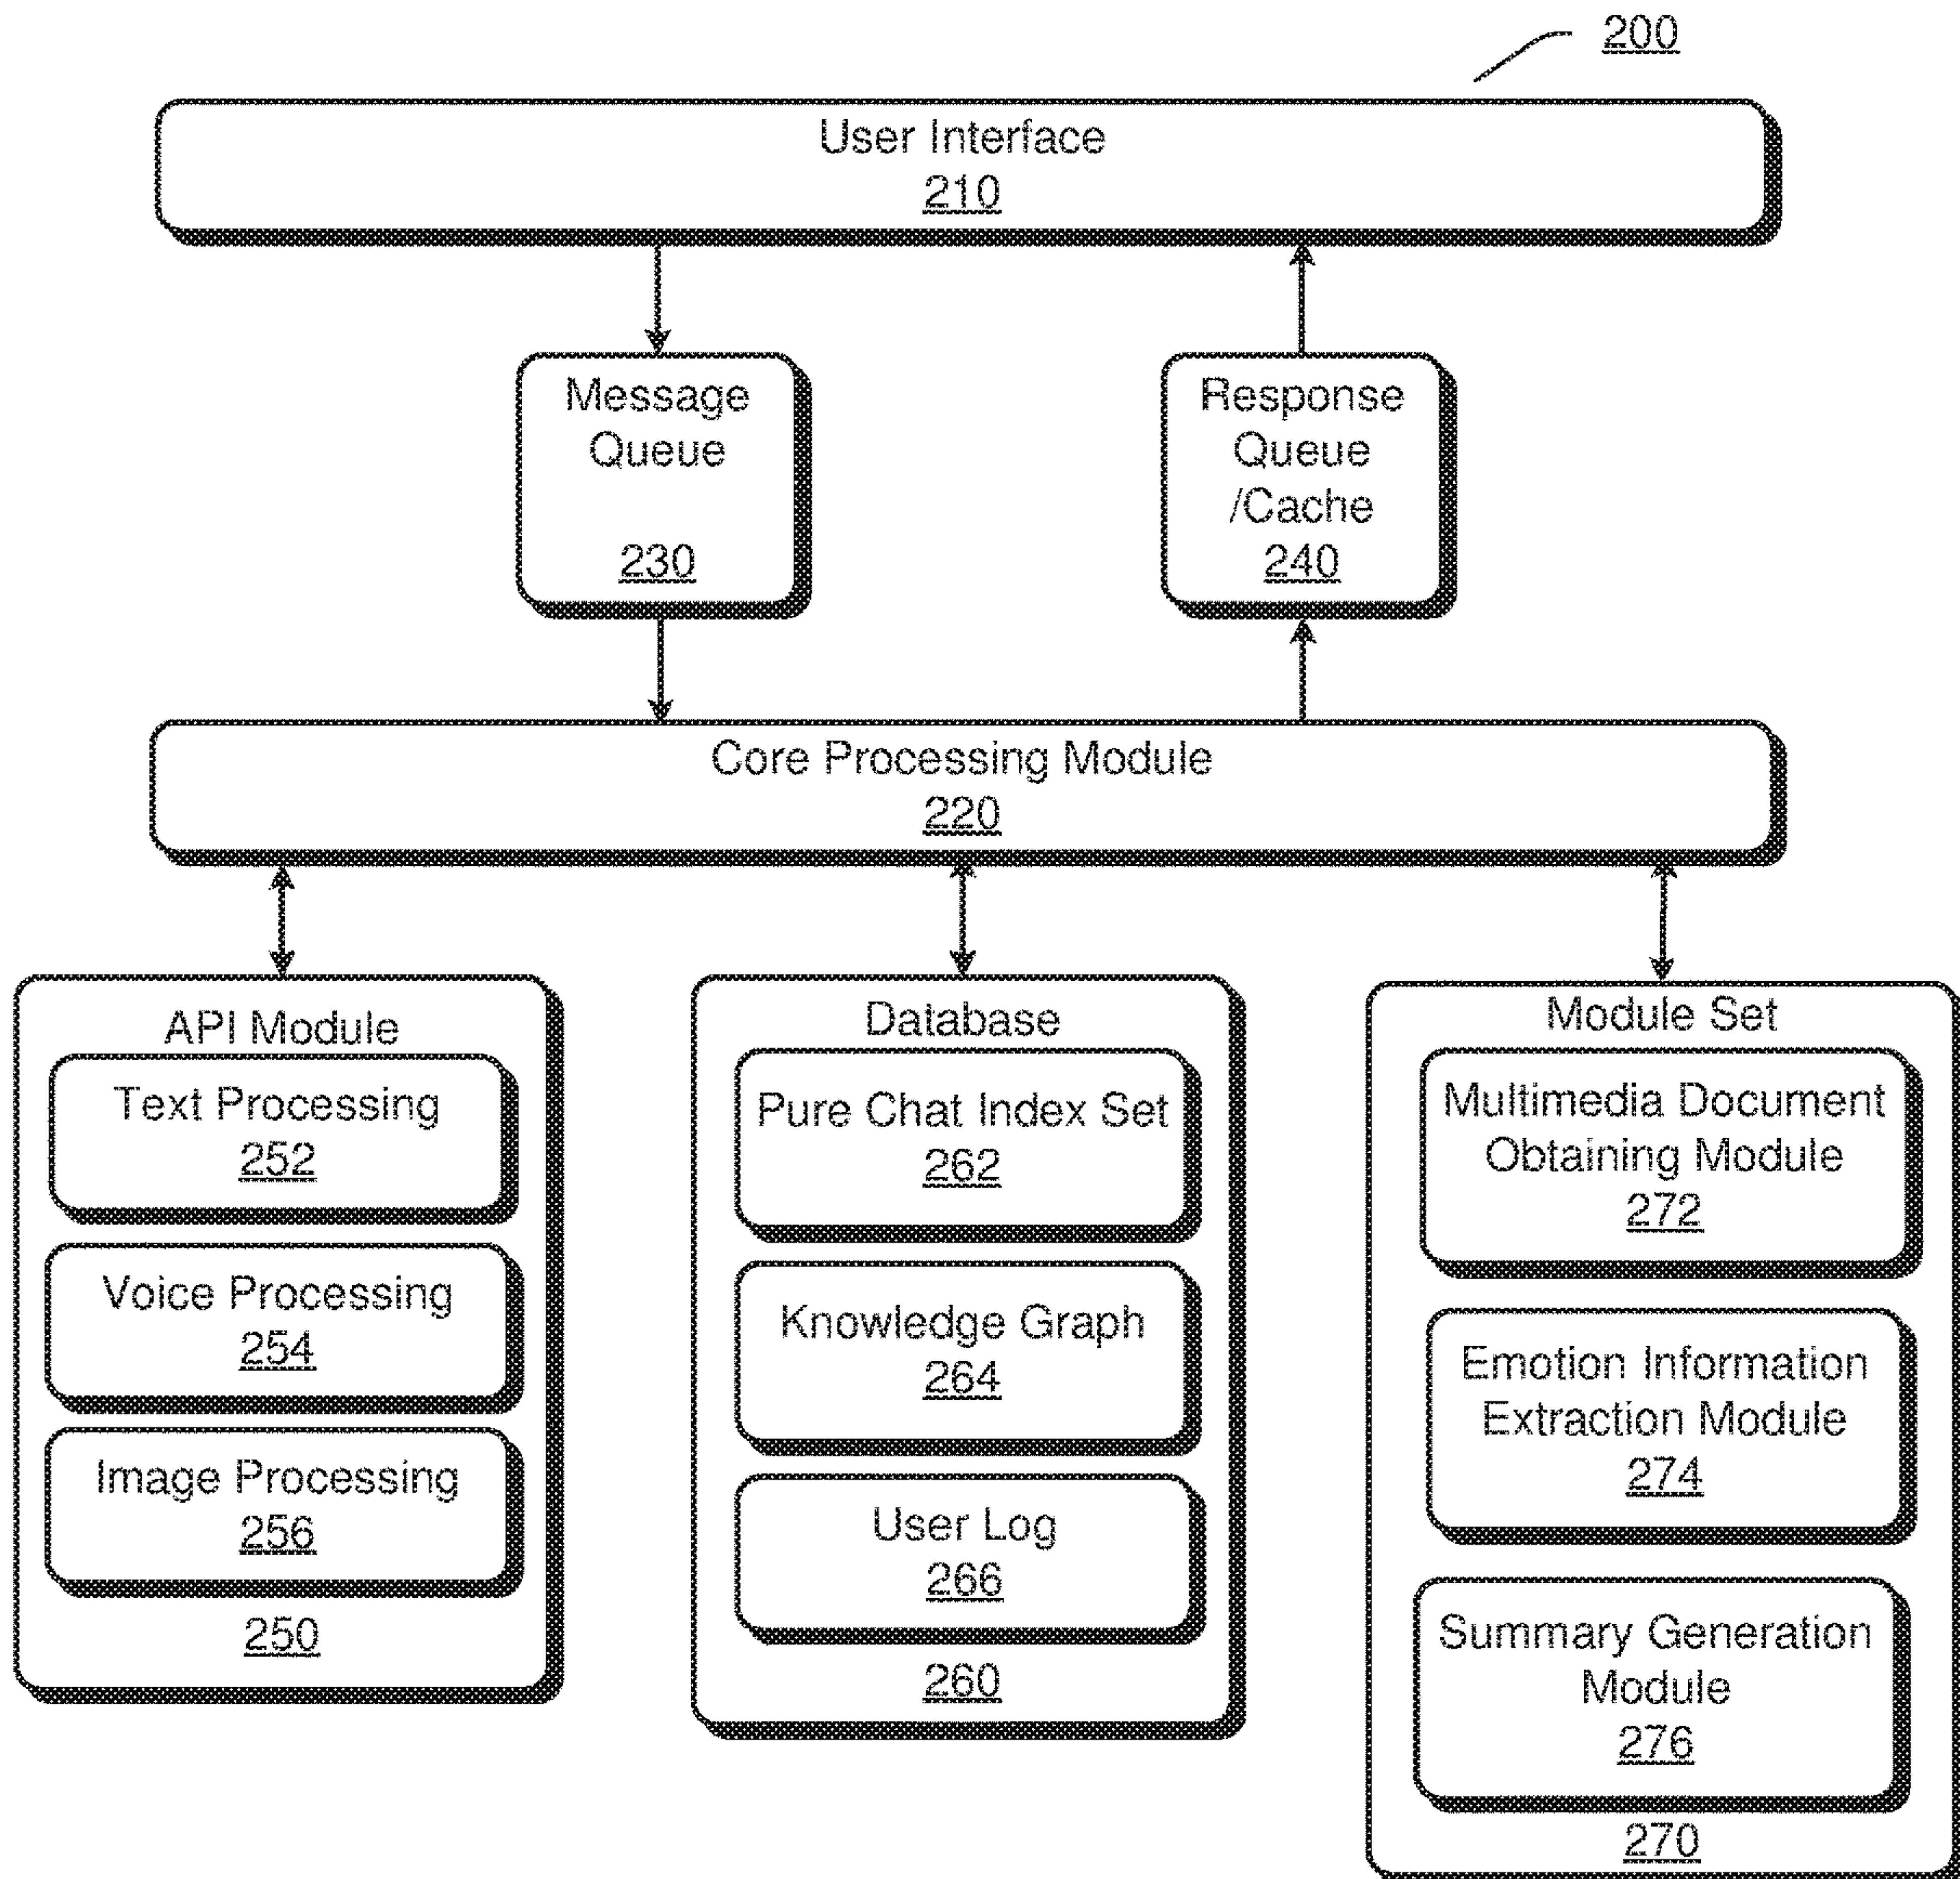 200
User Interface
210
Message
Queue
230
Response
Queue
/Cache
240
Core Processing Module
220
API Module
Text Processing
252
Voice Processing
254
Image Processing
256
250
Database
Pure Chat Index Set
262
Knowledge Graph
264
User Log
266
260
Module Set
Multimedia Document
Obtaining Module
272
Emotion Information
Extraction Module
274
Summary Generation
Module
276
270